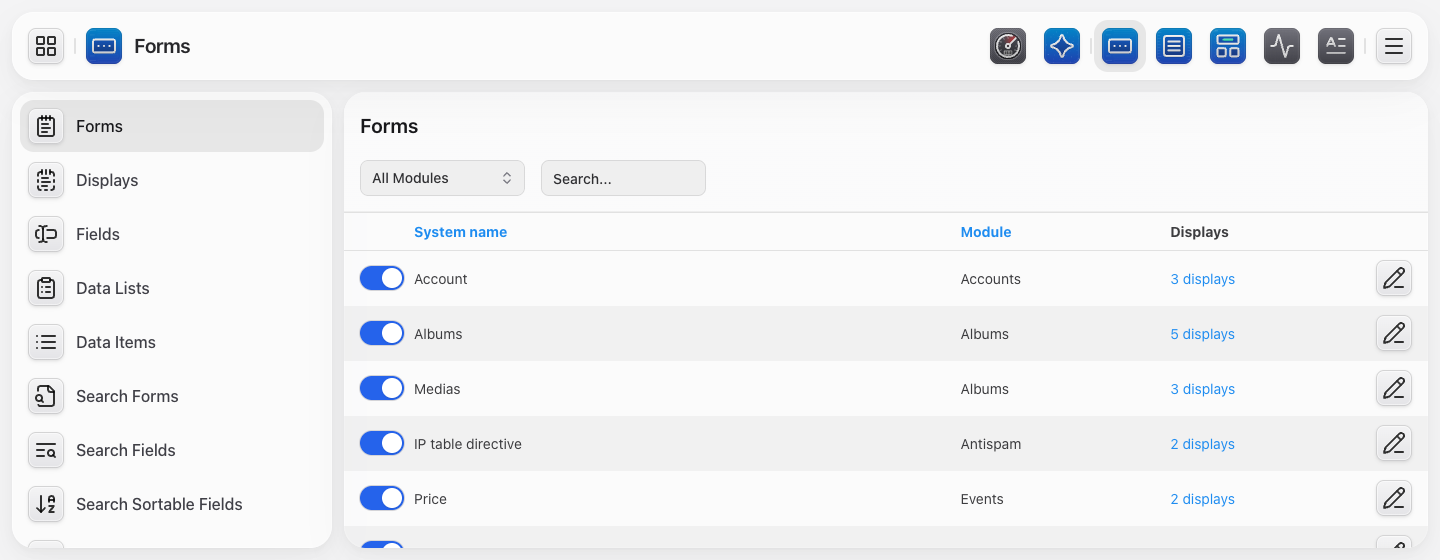 Forms
Forms
Displays
Fields
Data Lists
Data Items
Search Forms
Search Fields
Search Sortable Fields
Forms
All Modules Search...
System name Module Displays
Account Accounts 3 displays
Albums Albums 5 displays
Medias Albums 3 displays
IP table directive Antispam 2 displays
Price Events 2 displays